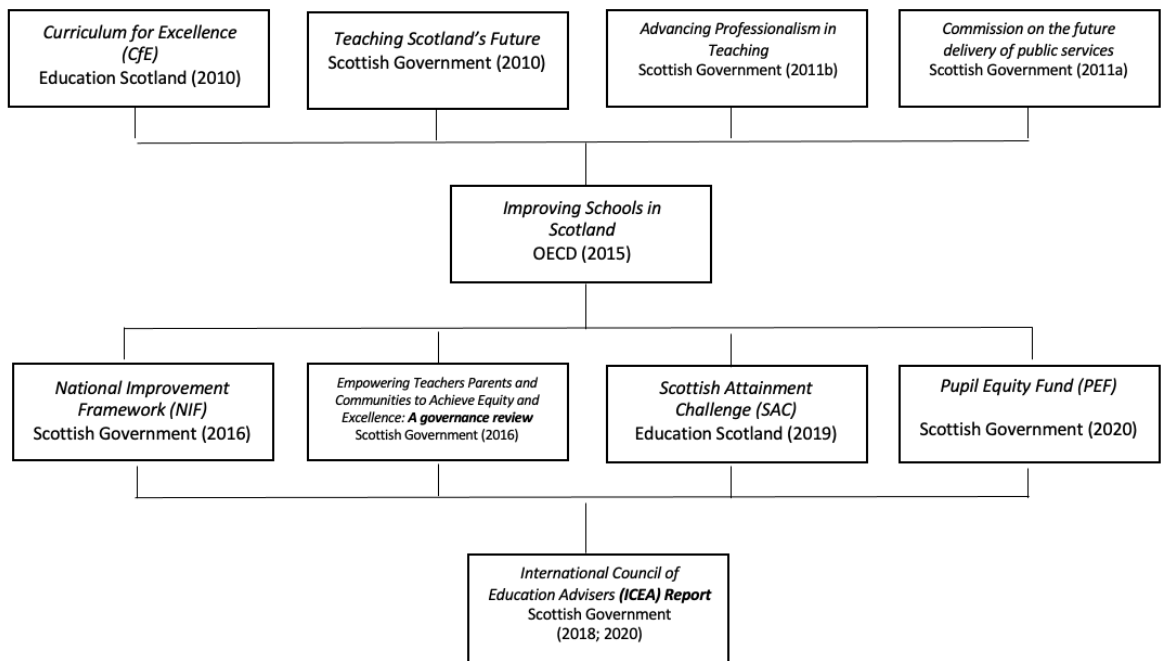 Curriculum for Excellence
(CfE)
Education Scotland (2010)
Teaching Scotland's Future
Scottish Government (2010)
Advancing Professionalism in
Teaching
Scottish Government (2011b)
Commission on the future
delivery of public services
Scottish Government (2011a)
Improving Schools in
Scotland
OECD (2015)
National Improvement
Framework (NIF)
Scottish Government (2016)
Empowering Teachers Parents and
Communities to Achieve Equity and
Excellence: A governance review
Scottish Government (2016)
Scottish Attainment
Challenge (SAC)
Education Scotland (2019)
Pupil Equity Fund (PEF)
Scottish Government (2020)
International Council of
Education Advisers (ICEA) Report
Scottish Government
(2018; 2020)